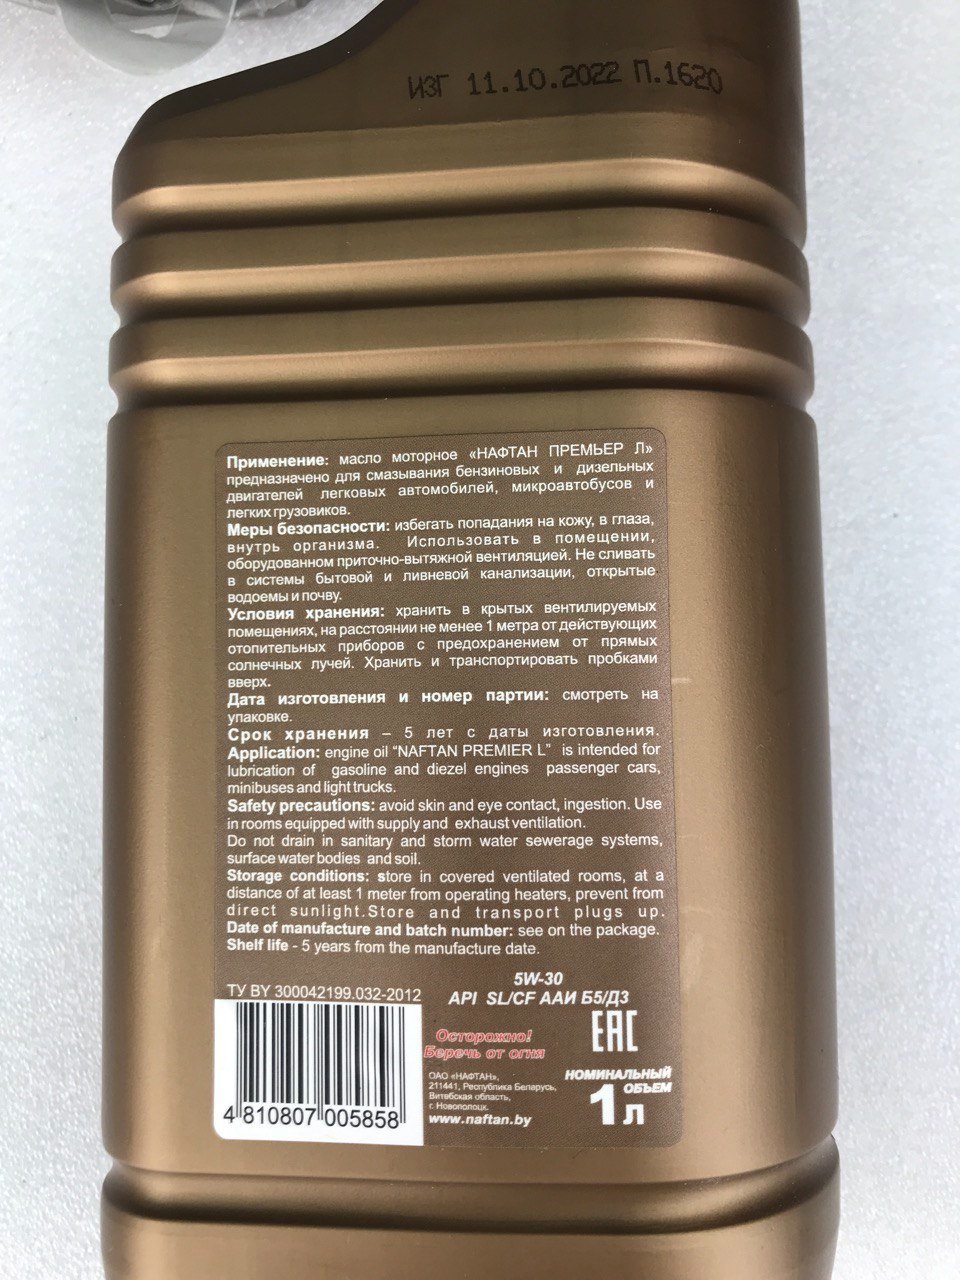 ИЗГ 11.10.2022 П.1620
Применение: масло моторное «НАФТАН ПРЕМЬЕР Л»
предназначено для смазывания бензиновых и дизельных
двигателей легковых автомобилей, микроавтобусов и
легких грузовиков.
Меры безопасности: избегать попадания на кожу, в глаза,
внутрь организма. Использовать в помещении,
оборудованном приточно-вытяжной вентиляцией. Не сливать
в системы бытовой и ливневой канализации, открытые
водоемы и почву.
Условия хранения: хранить в крытых вентилируемых
помещениях, на расстоянии не менее 1 метра от действующих
отопительных приборов с предохранением от прямых
солнечных лучей. Хранить и транспортировать пробками
вверх.
Дата изготовления и номер партии: смотреть на
упаковке.
Срок хранения – 5 лет с даты изготовления.
Application: engine oil “NAFTAN PREMIER L” is intended for
lubrication of gasoline and diezel engines passenger cars,
minibuses and light trucks.
Safety precautions: avoid skin and eye contact, ingestion. Use
in rooms equipped with supply and exhaust ventilation.
Do not drain in sanitary and storm water sewerage systems,
surface water bodies and soil.
Storage conditions: store in covered ventilated rooms, at a
distance of at least 1 meter from operating heaters, prevent from
direct sunlight.Store and transport plugs up.
Date of manufacture and batch number: see on the package.
Shelf life - 5 years from the manufacture date.
5W-30
ТУ BY 300042199.032-2012
API SL/CF ААИ Б5/Д3
Осторожно!
Беречь от огня
EAC
ОАО «НАФТАН»,
211441, Республика Беларусь,
Витебская область,
г. Новополоцк.
www.naftan.by
НОМИНАЛЬНЫЙ
ОБЪЕМ
1 л
4 810807 005858